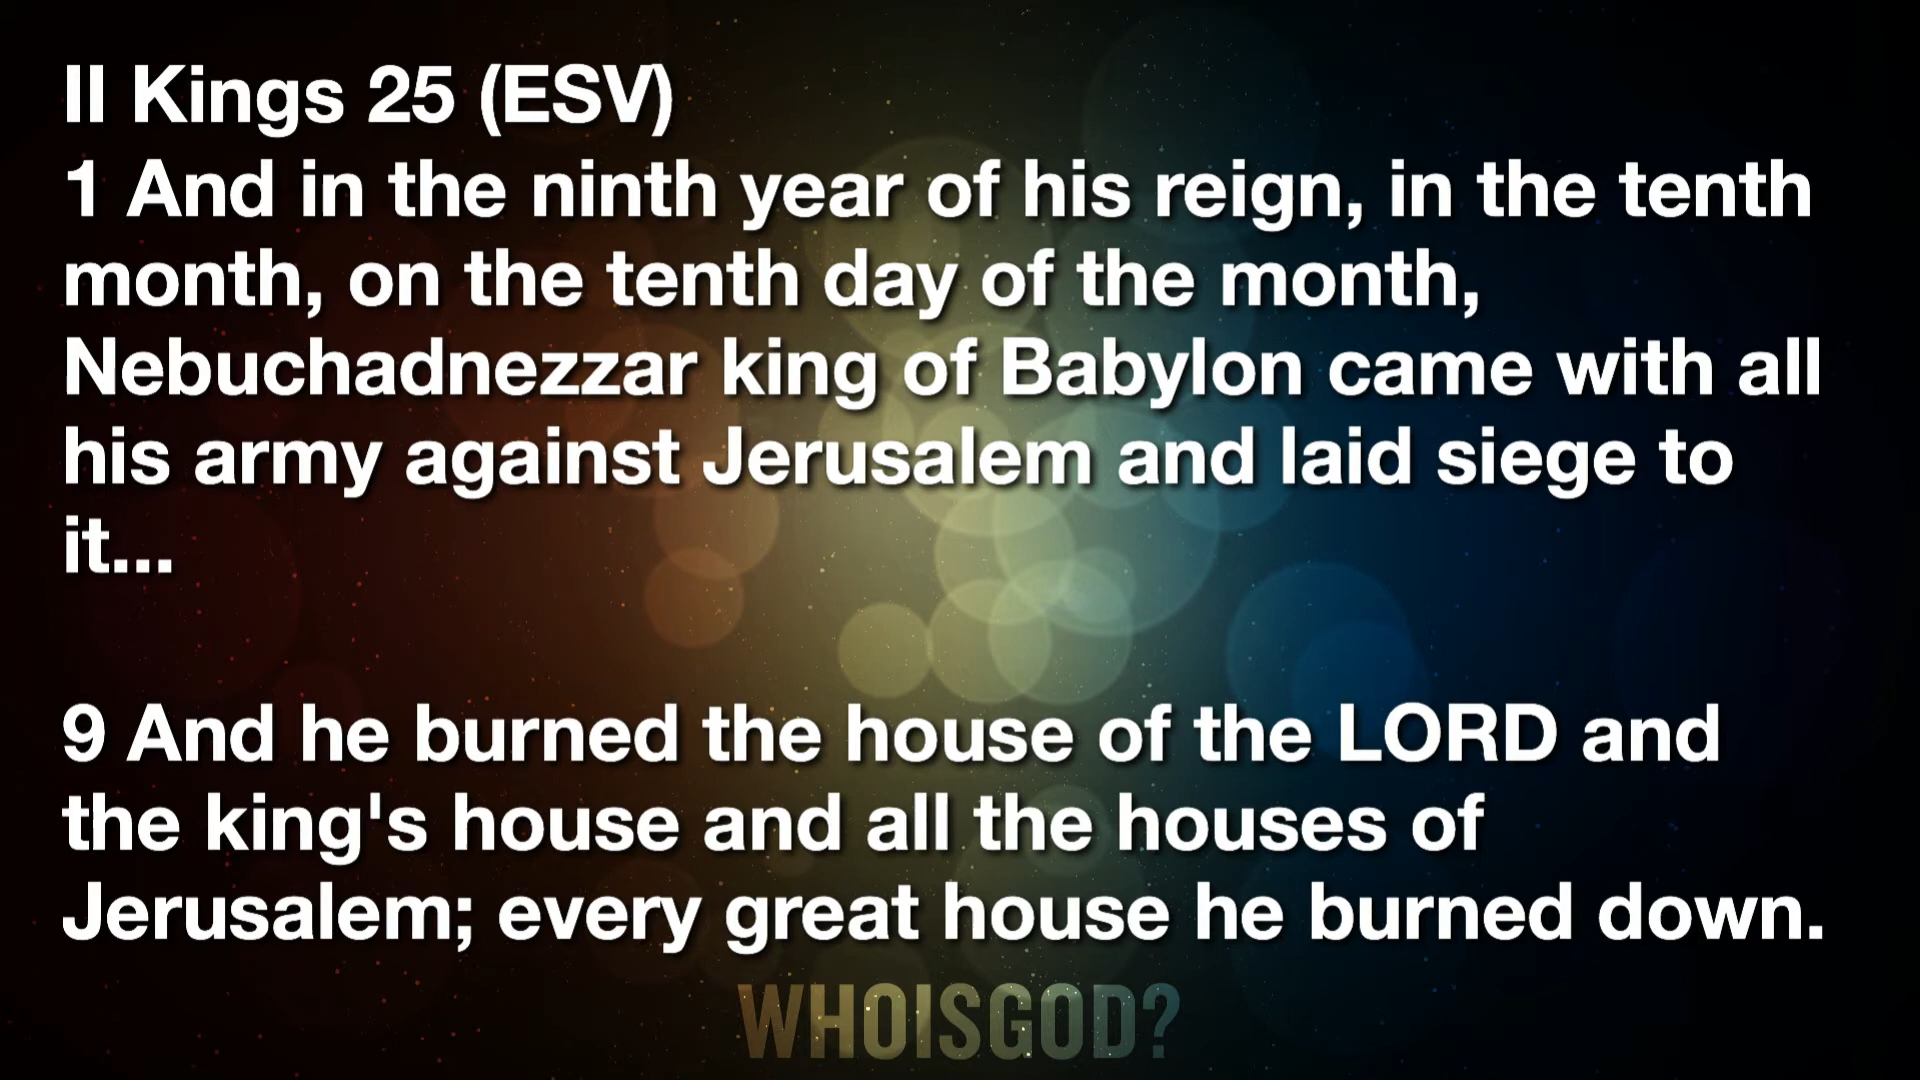 II Kings 25 (ESV)
1 And in the ninth year of his reign, in the tenth
month, on the tenth day of the month,
Nebuchadnezzar king of Babylon came with all
his army against Jerusalem and laid siege to
it...
9 And he burned the house of the LORD and
the king's house and all the houses of
Jerusalem; every great house he burned down.
WHOISGOD?